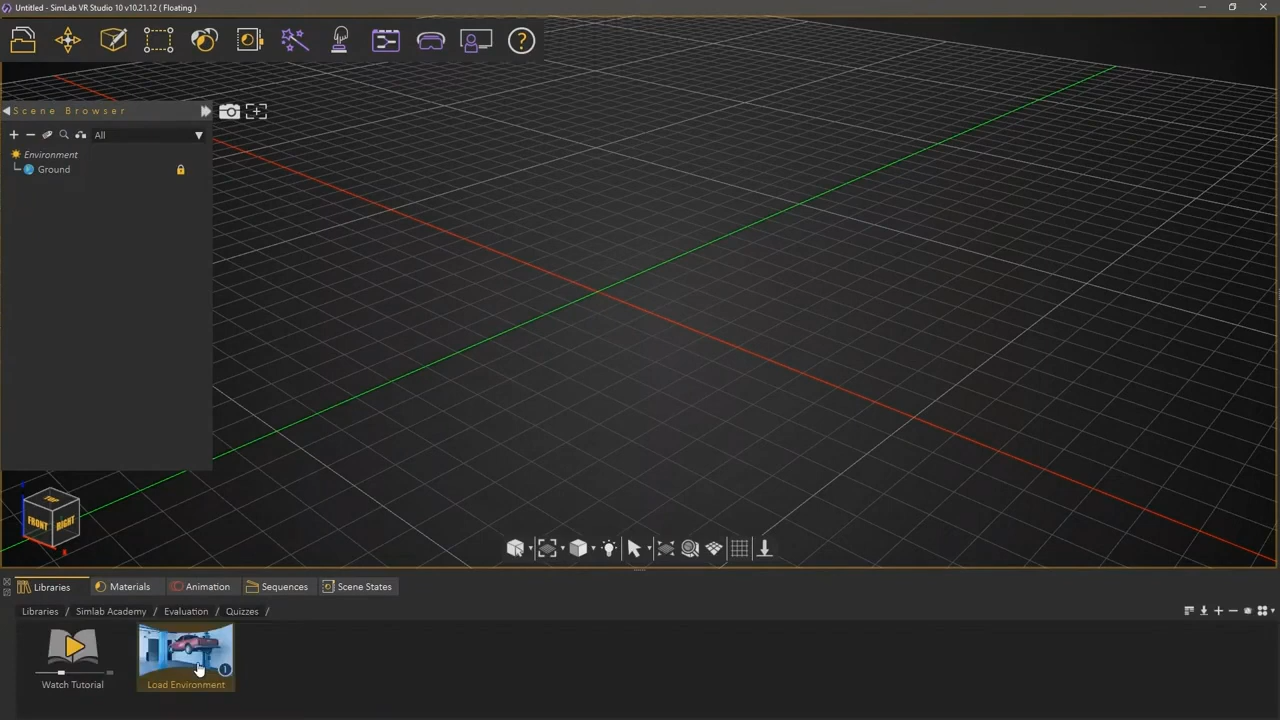 Untitled - SimLab VR Studio 10 v10.21.12 ( Floating )
?
Scene Browser
All
Environment
Ground
TOP
FRONT
RIGHT
Libraries
Materials
Animation
Sequences
Scene States
Libraries / Simlab Academy / Evaluation / Quizzes /
Watch Tutorial
Load Environment